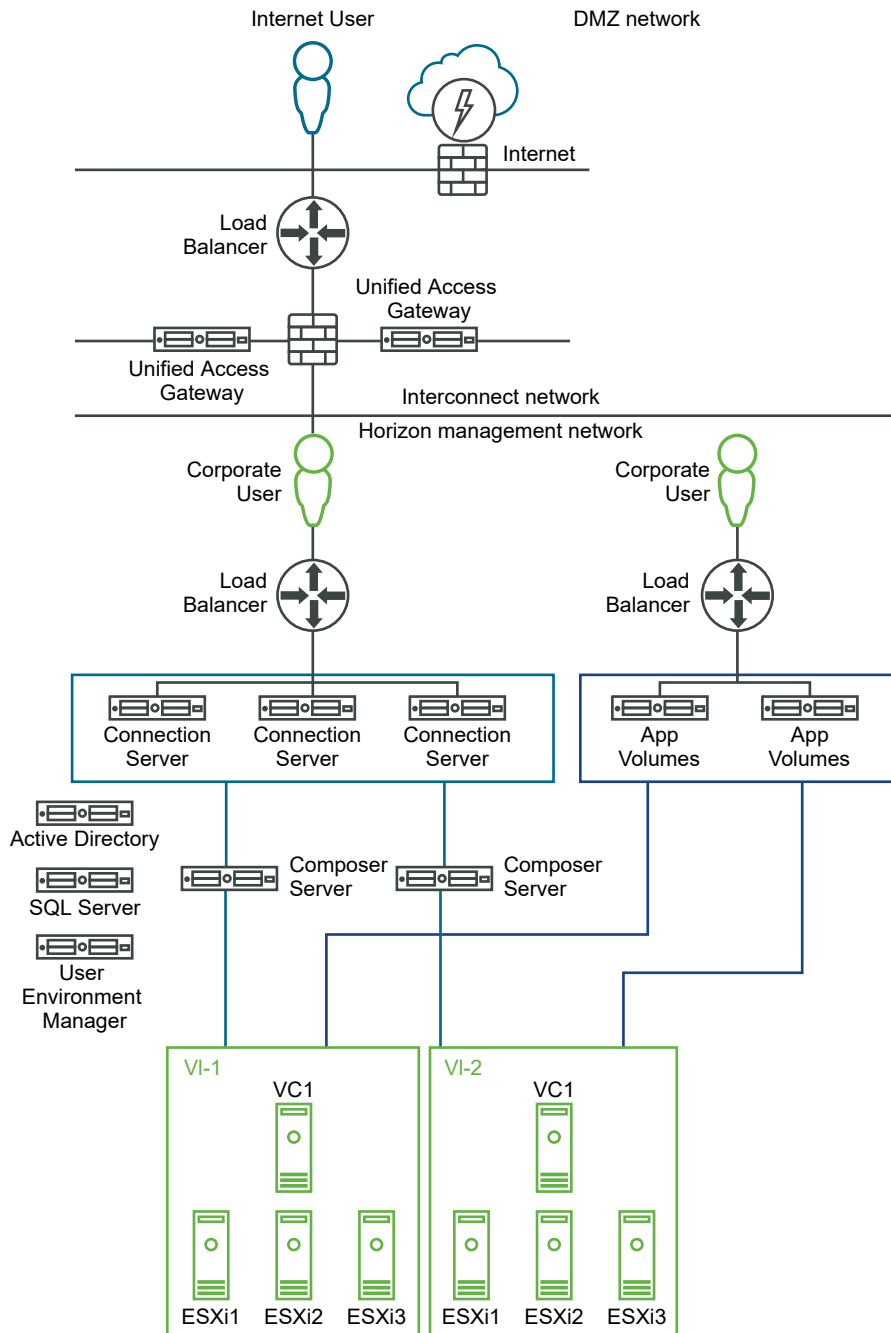 Internet User
DMZ network
Internet
Load
Balancer
Unified Access
Gateway
Unified Access
Gateway
Interconnect network
Horizon management network
Corporate
User
Corporate
User
Load
Balancer
Load
Balancer
Connection
Server
Connection
Server
Connection
Server
App
Volumes
App
Volumes
Active Directory
Composer
Server
Composer
Server
SQL Server
User
Environment
Manager
VI-1
VC1
ESXi1
ESXi2
ESXi3
VI-2
VC1
ESXi1
ESXi2
ESXi3